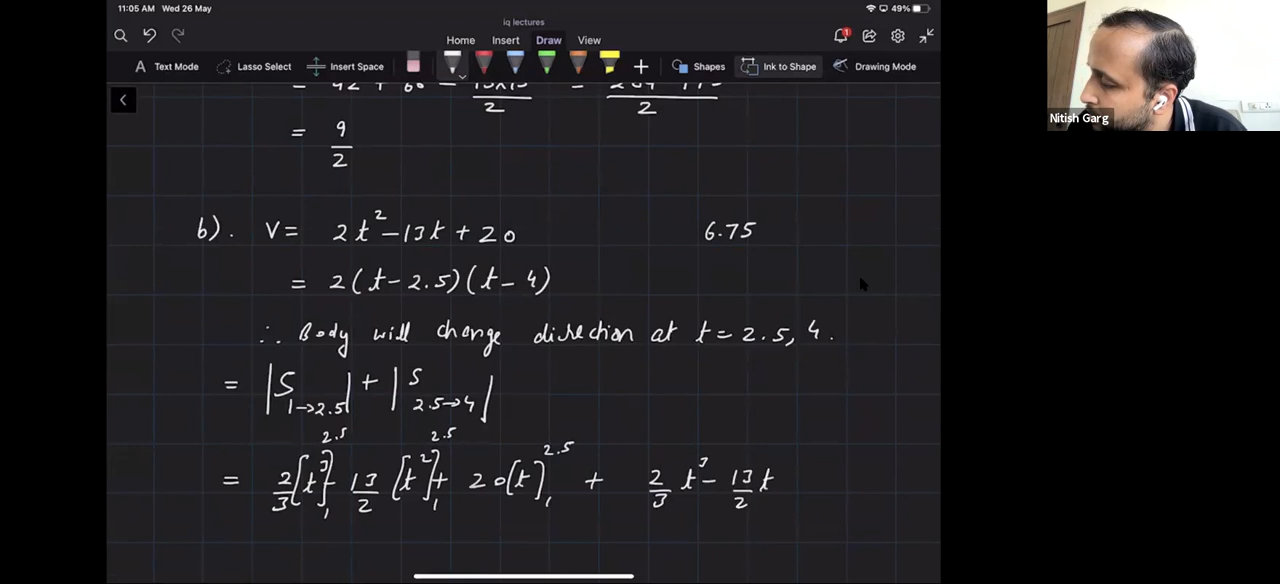 11:05 AM Wed 26 May
49%
iq lectures
Home Insert Draw View
1
Text Mode Lasso Select Insert Space Shapes Ink to Shape Drawing Mode
Nitish Garg
= 9/2
b). V = 2t² - 13t + 20
6.75
= 2(t - 2.5)(t - 4)
∴ Body will change direction at t = 2.5, 4.
= |S 1→2.5| + |S 2.5→4|
= 2/3 [t³]₁^2.5 - 13/2 [t²]₁^2.5 + 20[t]₁^2.5 + 2/3 t³ - 13/2 t